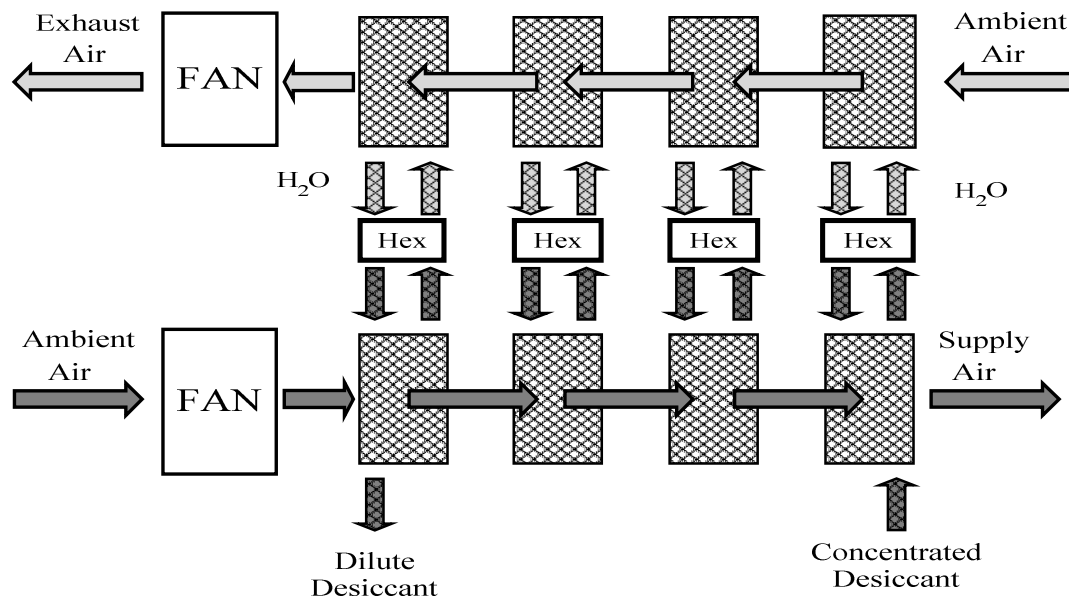 Exhaust
Air
FAN
Ambient
Air
H₂O
H₂O
Hex
Hex
Hex
Hex
Ambient
Air
FAN
Supply
Air
Dilute
Desiccant
Concentrated
Desiccant